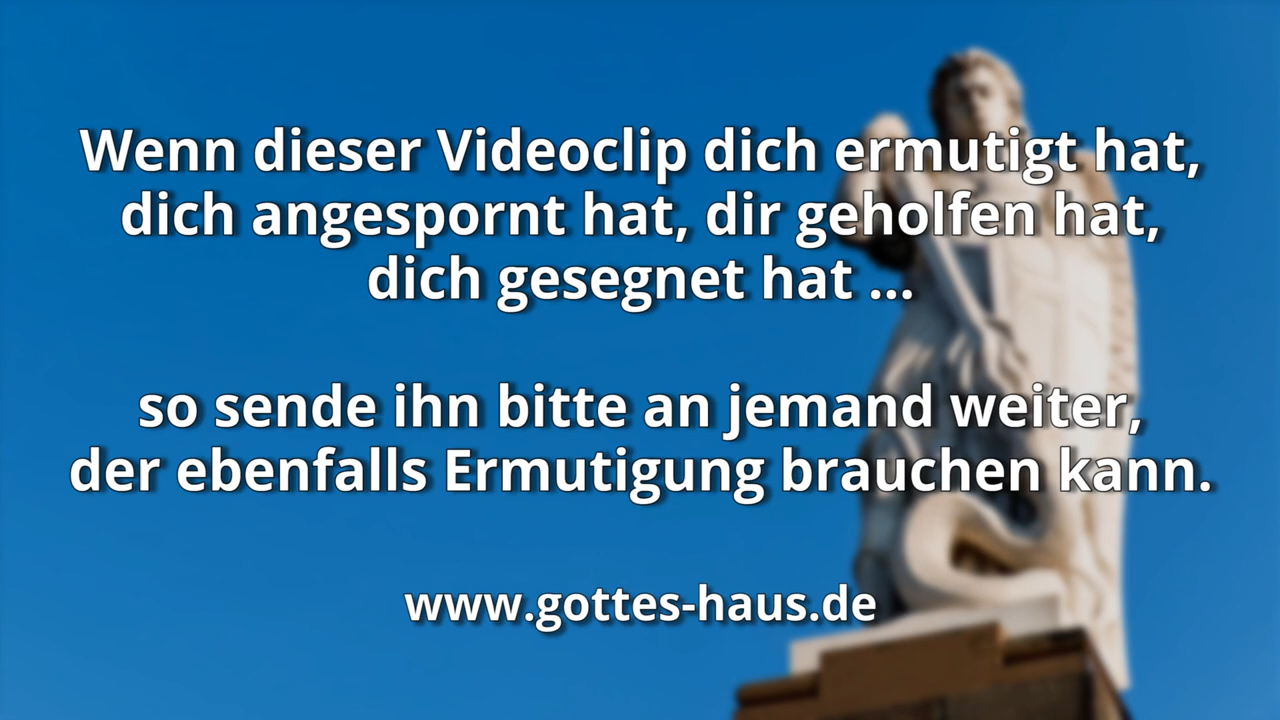 Wenn dieser Videoclip dich ermutigt hat,
dich angespornt hat, dir geholfen hat,
dich gesegnet hat ...
so sende ihn bitte an jemand weiter,
der ebenfalls Ermutigung brauchen kann.
www.gottes-haus.de